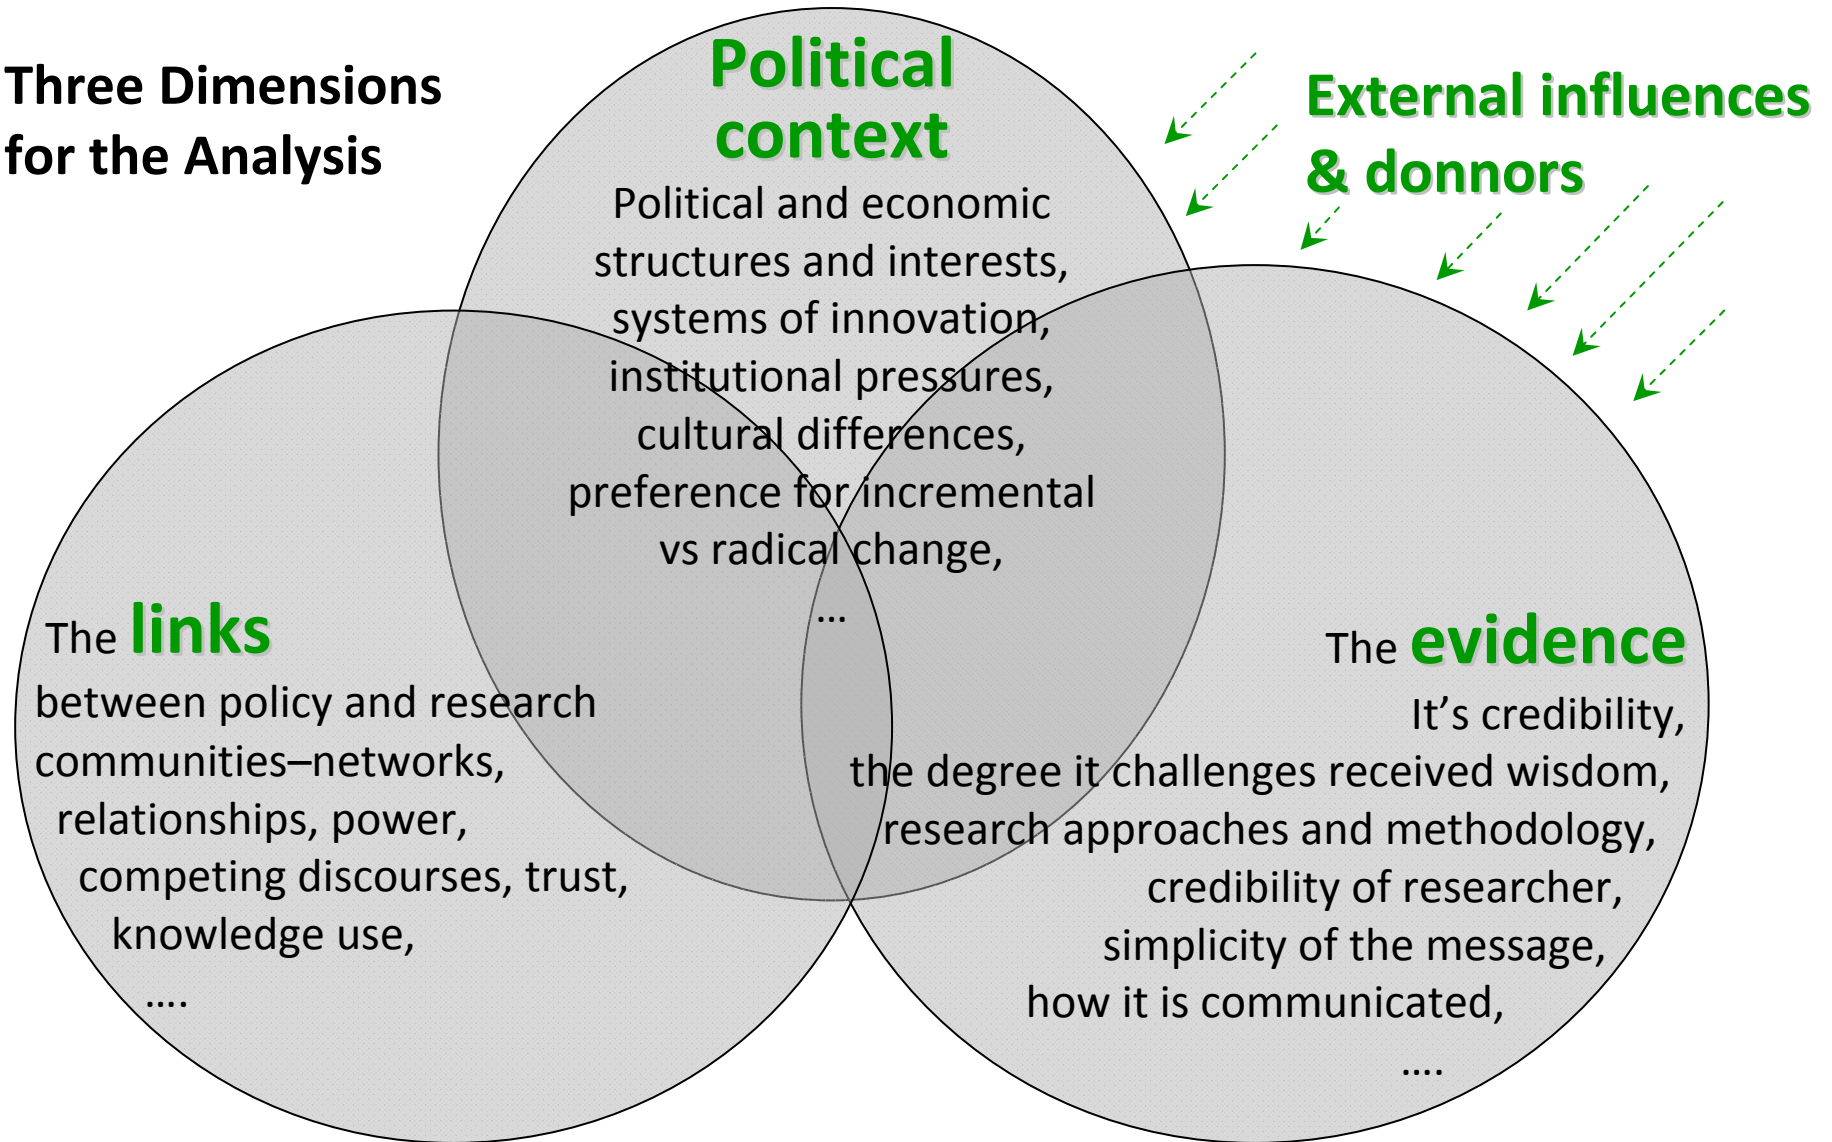 Three Dimensions
for the Analysis
Political
context
Political and economic
structures and interests,
systems of innovation,
institutional pressures,
cultural differences,
preference for incremental
vs radical change,
...
External influences
& donnors
The links
between policy and research
communities–networks,
relationships, power,
competing discourses, trust,
knowledge use,
....
The evidence
It’s credibility,
the degree it challenges received wisdom,
research approaches and methodology,
credibility of researcher,
simplicity of the message,
how it is communicated,
....